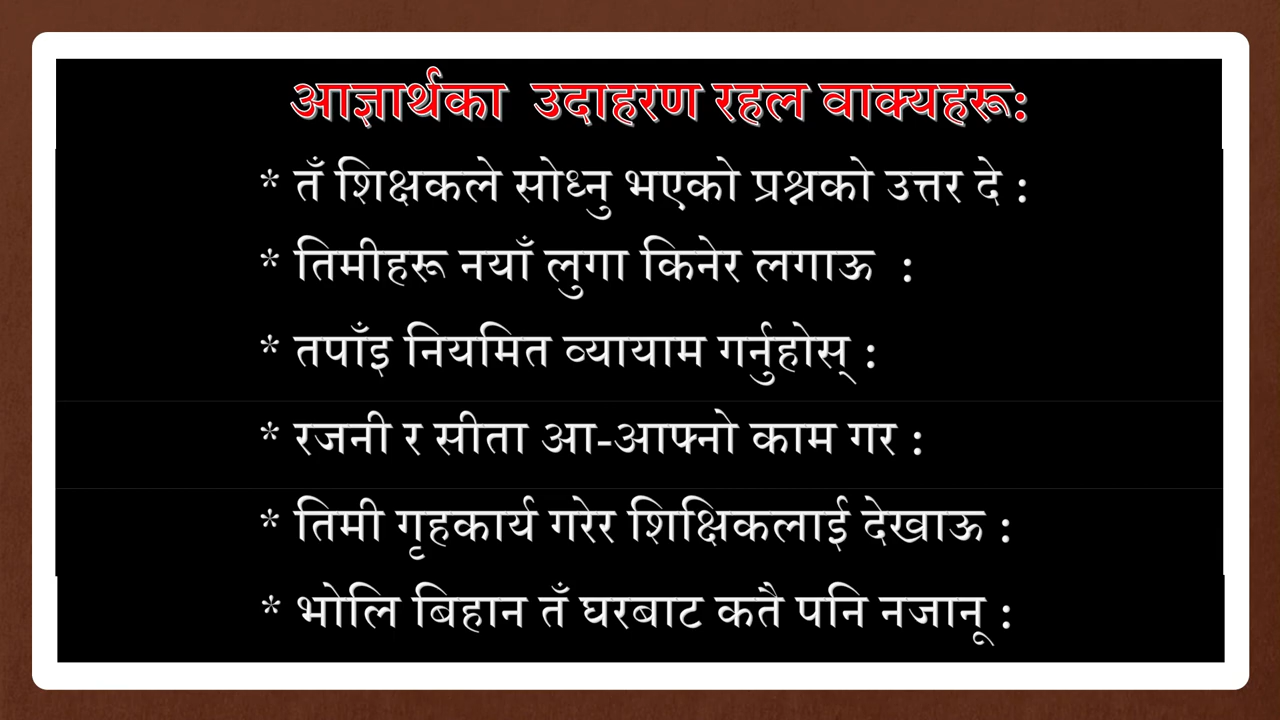 आज्ञार्थका उदाहरण रहल वाक्यहरू:
* तँ शिक्षकले सोध्नु भएको प्रश्नको उत्तर दे :
* तिमीहरू नयाँ लुगा किनेर लगाऊ :
* तपाँइ नियमित व्यायाम गर्नुहोस् :
* रजनी र सीता आ-आफ्नो काम गर :
* तिमी गृहकार्य गरेर शिक्षिकलाई देखाऊ :
* भोलि बिहान तँ घरबाट कतै पनि नजानू :